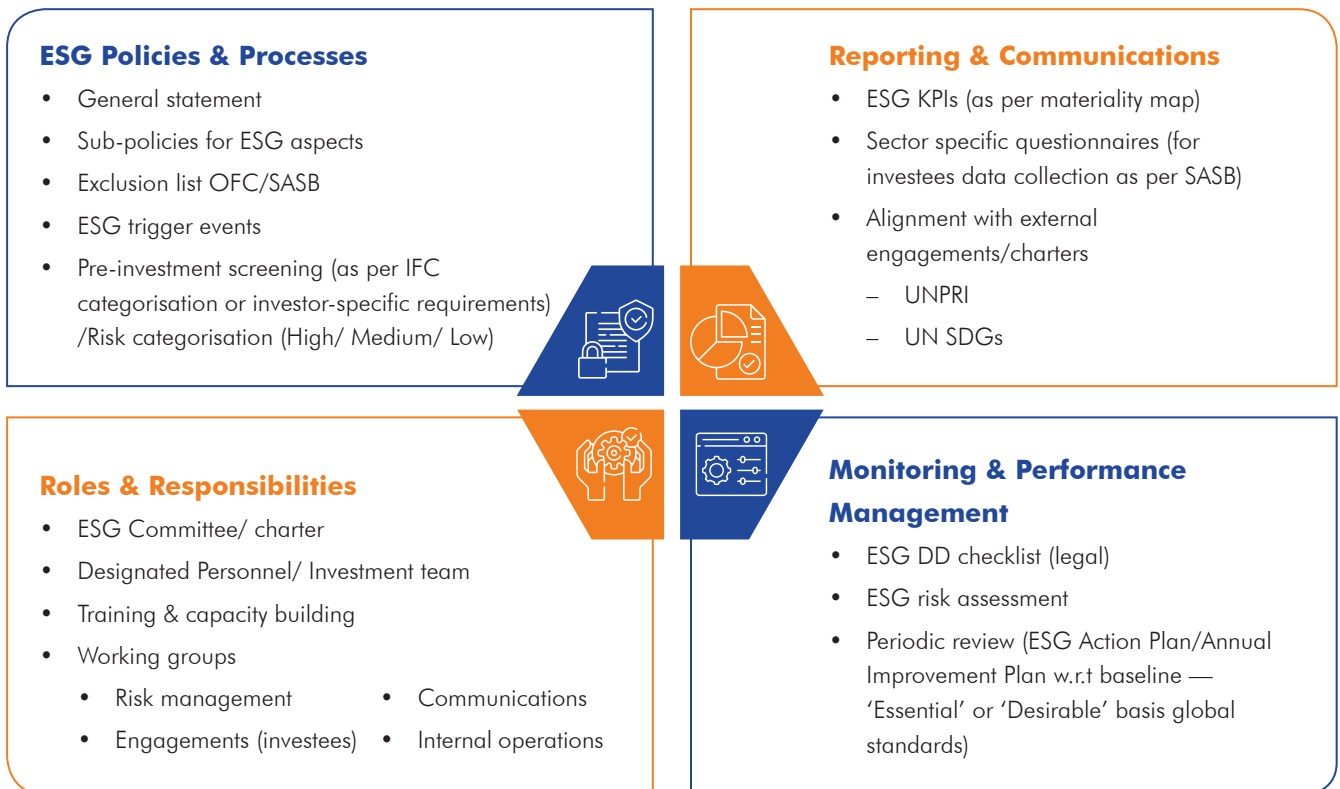 ESG Policies & Processes
• General statement
• Sub-policies for ESG aspects
• Exclusion list OFC/SASB
• ESG trigger events
• Pre-investment screening (as per IFC
categorisation or investor-specific requirements)
/Risk categorisation (High/ Medium/ Low)
Reporting & Communications
• ESG KPIs (as per materiality map)
• Sector specific questionnaires (for
investees data collection as per SASB)
• Alignment with external
engagements/charters
– UNPRI
– UN SDGs
Roles & Responsibilities
• ESG Committee/ charter
• Designated Personnel/ Investment team
• Training & capacity building
• Working groups
• Risk management
• Engagements (investees)
• Communications
• Internal operations
Monitoring & Performance
Management
• ESG DD checklist (legal)
• ESG risk assessment
• Periodic review (ESG Action Plan/Annual
Improvement Plan w.r.t baseline —
‘Essential’ or ‘Desirable’ basis global
standards)